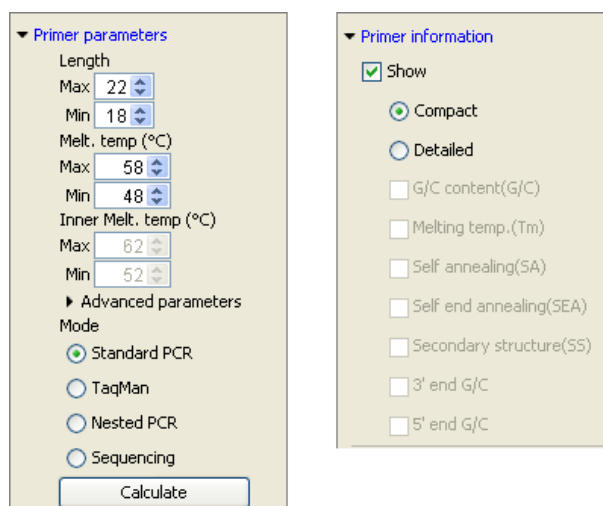 Primer parameters
Length
Max 22
Min 18
Melt. temp (°C)
Max 58
Min 48
Inner Melt. temp (°C)
Max 62
Min 52
Advanced parameters
Mode
Standard PCR
TaqMan
Nested PCR
Sequencing
Calculate
Primer information
Show
Compact
Detailed
G/C content(G/C)
Melting temp.(Tm)
Self annealing(SA)
Self end annealing(SEA)
Secondary structure(SS)
3' end G/C
5' end G/C